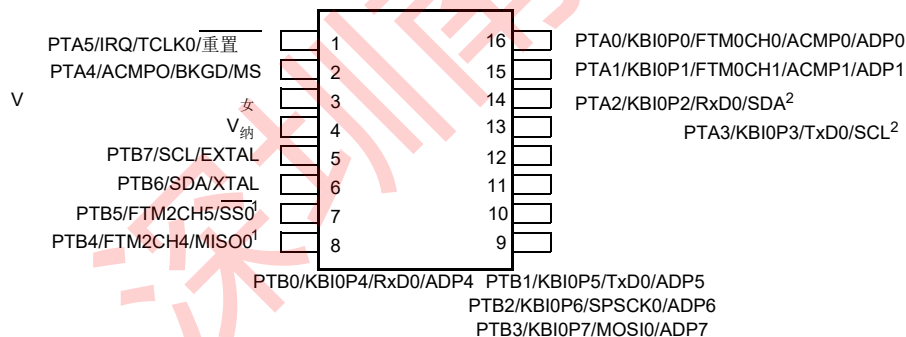 PTA5/IRQ/TCLK0/重置
PTA4/ACMPO/BKGD/MS
V 女
V纳
PTB7/SCL/EXTAL
PTB6/SDA/XTAL
PTB5/FTM2CH5/SS0¹
PTB4/FTM2CH4/MISO0¹
1
2
3
4
5
6
7
8
16
15
14
13
12
11
10
9
PTA0/KBI0P0/FTM0CH0/ACMP0/ADP0
PTA1/KBI0P1/FTM0CH1/ACMP1/ADP1
PTA2/KBI0P2/RxD0/SDA²
PTA3/KBI0P3/TxD0/SCL²
PTB0/KBI0P4/RxD0/ADP4 PTB1/KBI0P5/TxD0/ADP5
PTB2/KBI0P6/SPSCK0/ADP6
PTB3/KBI0P7/MOSI0/ADP7
深圳南